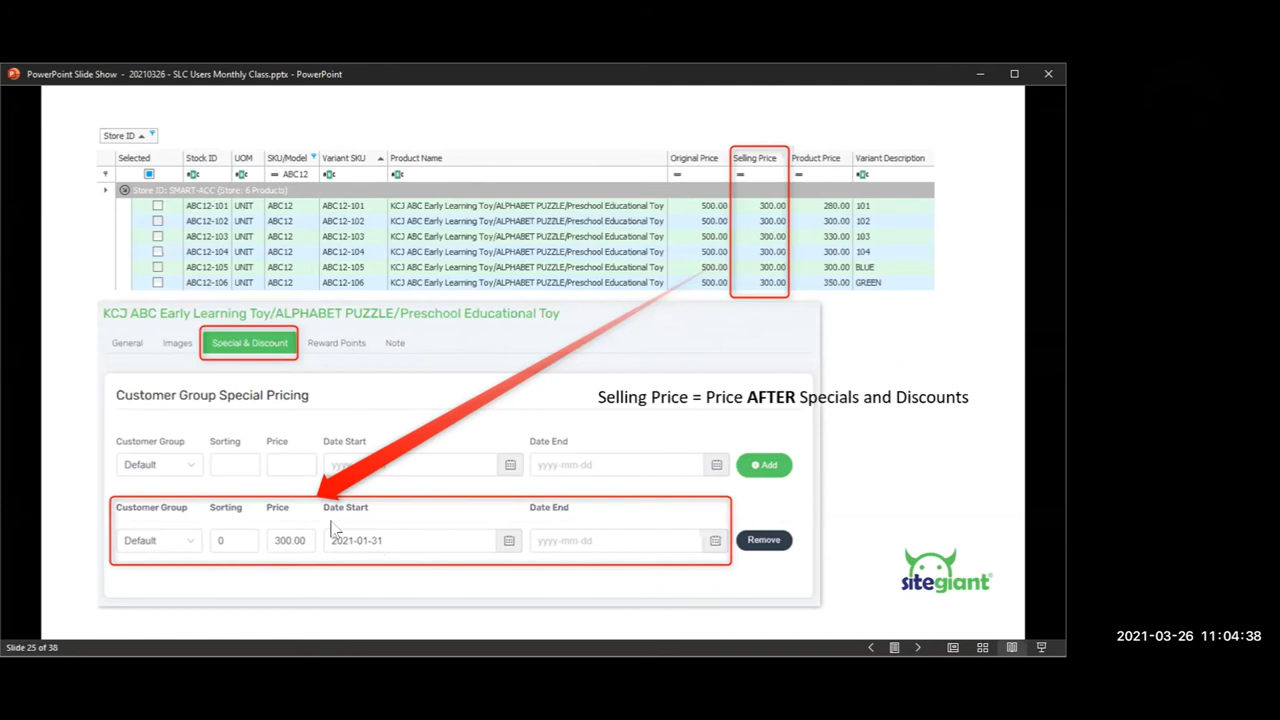 PowerPoint Slide Show - 20210326 - SLC Users Monthly Class.pptx - PowerPoint
Store ID
Selected Stock ID UOM SKU/Model Variant SKU Product Name Original Price Selling Price Product Price Variant Description
= ABC12 = = =
Store ID: SMART-ACC (Store: 6 Products)
ABC12-101 UNIT ABC12 ABC12-101 KCJ ABC Early Learning Toy/ALPHABET PUZZLE/Preschool Educational Toy 500.00 300.00 280.00 101
ABC12-102 UNIT ABC12 ABC12-102 KCJ ABC Early Learning Toy/ALPHABET PUZZLE/Preschool Educational Toy 500.00 300.00 300.00 102
ABC12-103 UNIT ABC12 ABC12-103 KCJ ABC Early Learning Toy/ALPHABET PUZZLE/Preschool Educational Toy 500.00 300.00 330.00 103
ABC12-104 UNIT ABC12 ABC12-104 KCJ ABC Early Learning Toy/ALPHABET PUZZLE/Preschool Educational Toy 500.00 300.00 300.00 104
ABC12-105 UNIT ABC12 ABC12-105 KCJ ABC Early Learning Toy/ALPHABET PUZZLE/Preschool Educational Toy 500.00 300.00 300.00 BLUE
ABC12-106 UNIT ABC12 ABC12-106 KCJ ABC Early Learning Toy/ALPHABET PUZZLE/Preschool Educational Toy 500.00 300.00 350.00 GREEN
KCJ ABC Early Learning Toy/ALPHABET PUZZLE/Preschool Educational Toy
General Images Special & Discount Reward Points Note
Customer Group Special Pricing
Selling Price = Price AFTER Specials and Discounts
Customer Group Sorting Price Date Start Date End
Default yyyy-mm-dd Add
Customer Group Sorting Price Date Start Date End
Default 0 300.00 2021-01-31 yyyy-mm-dd Remove
sitegiant
2021-03-26 11:04:38
Slide 25 of 38